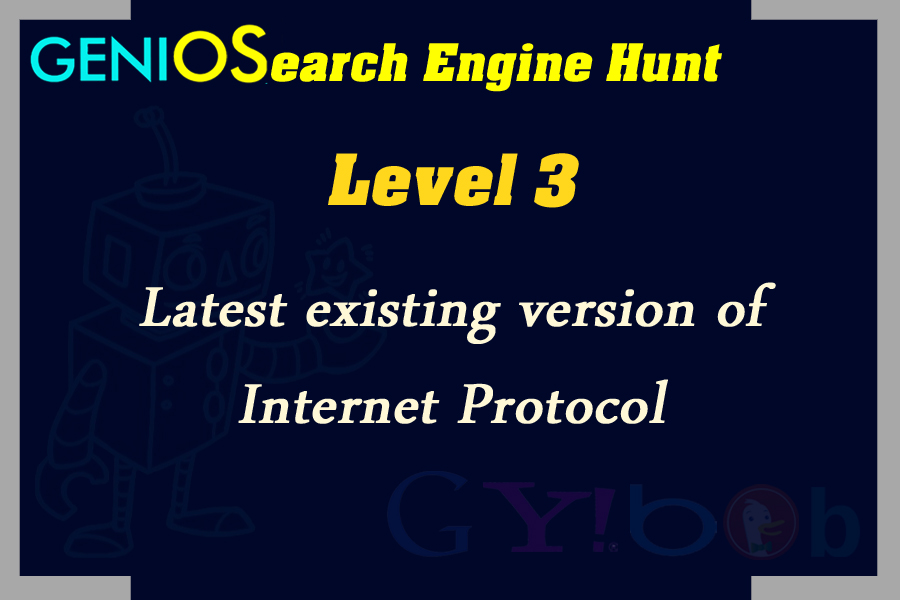 GENIOSearch Engine Hunt
Level 3
Latest existing version of
Internet Protocol
G Y! b b